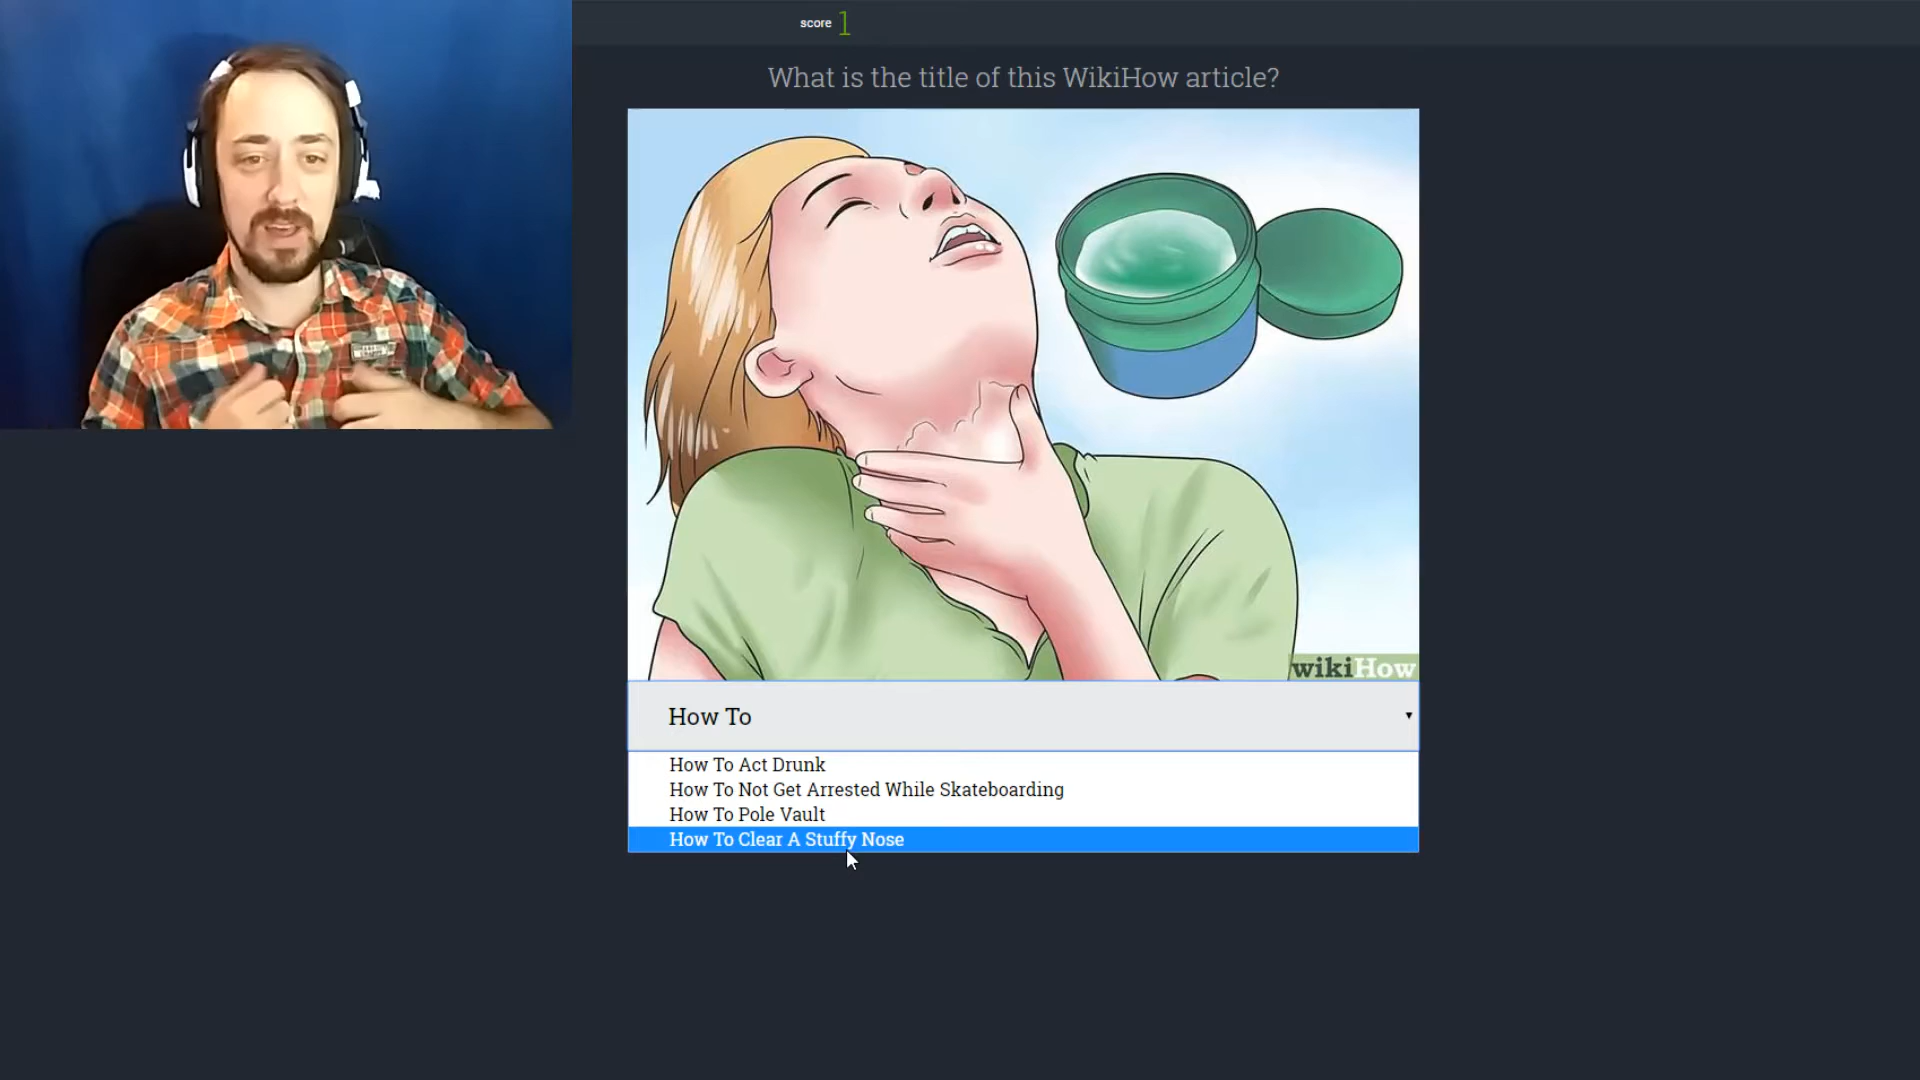 score 1
What is the title of this WikiHow article?
wikiHow
How To
How To Act Drunk
How To Not Get Arrested While Skateboarding
How To Pole Vault
How To Clear A Stuffy Nose